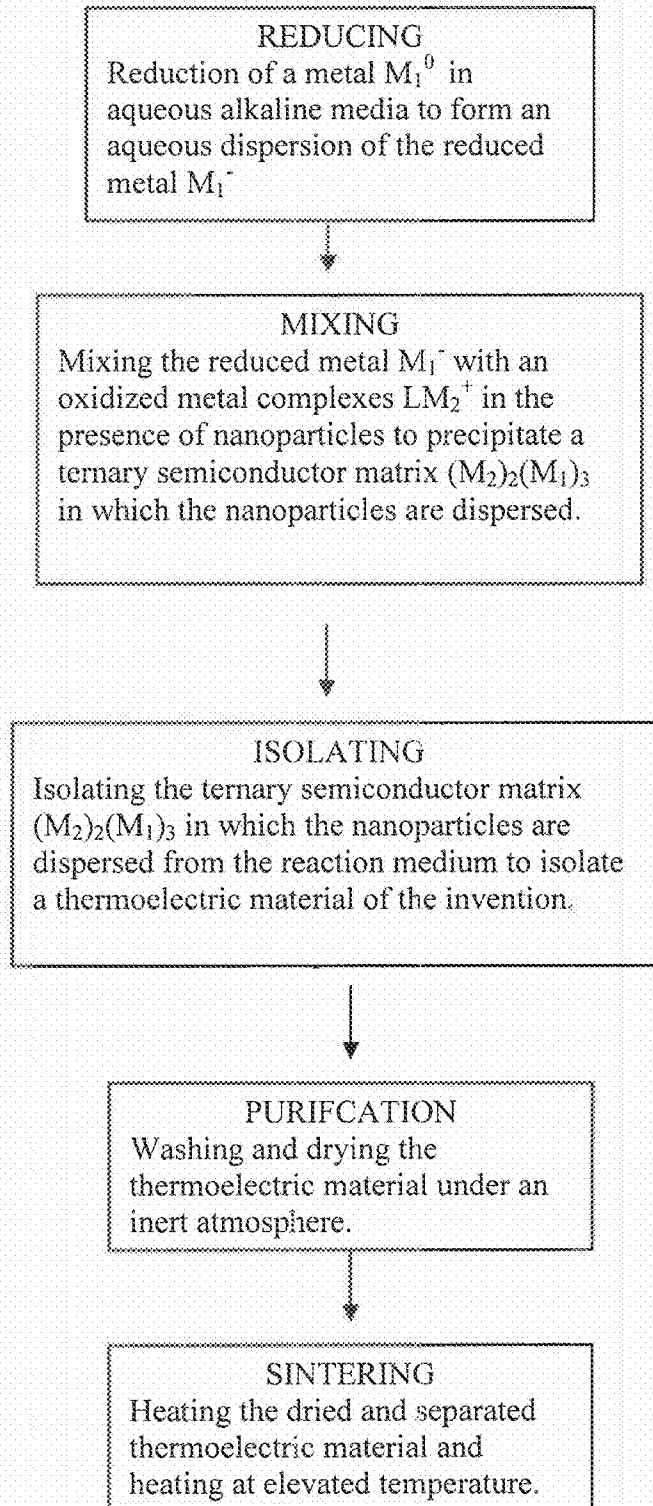 REDUCING
Reduction of a metal M₁⁰ in
aqueous alkaline media to form an
aqueous dispersion of the reduced
metal M₁⁻
MIXING
Mixing the reduced metal M₁⁻ with an
oxidized metal complexes LM₂⁺ in the
presence of nanoparticles to precipitate a
ternary semiconductor matrix (M₂)₂(M₁)₃
in which the nanoparticles are dispersed.
ISOLATING
Isolating the ternary semiconductor matrix
(M₂)₂(M₁)₃ in which the nanoparticles are
dispersed from the reaction medium to isolate
a thermoelectric material of the invention.
PURIFCATION
Washing and drying the
thermoelectric material under an
inert atmosphere.
SINTERING
Heating the dried and separated
thermoelectric material and
heating at elevated temperature.